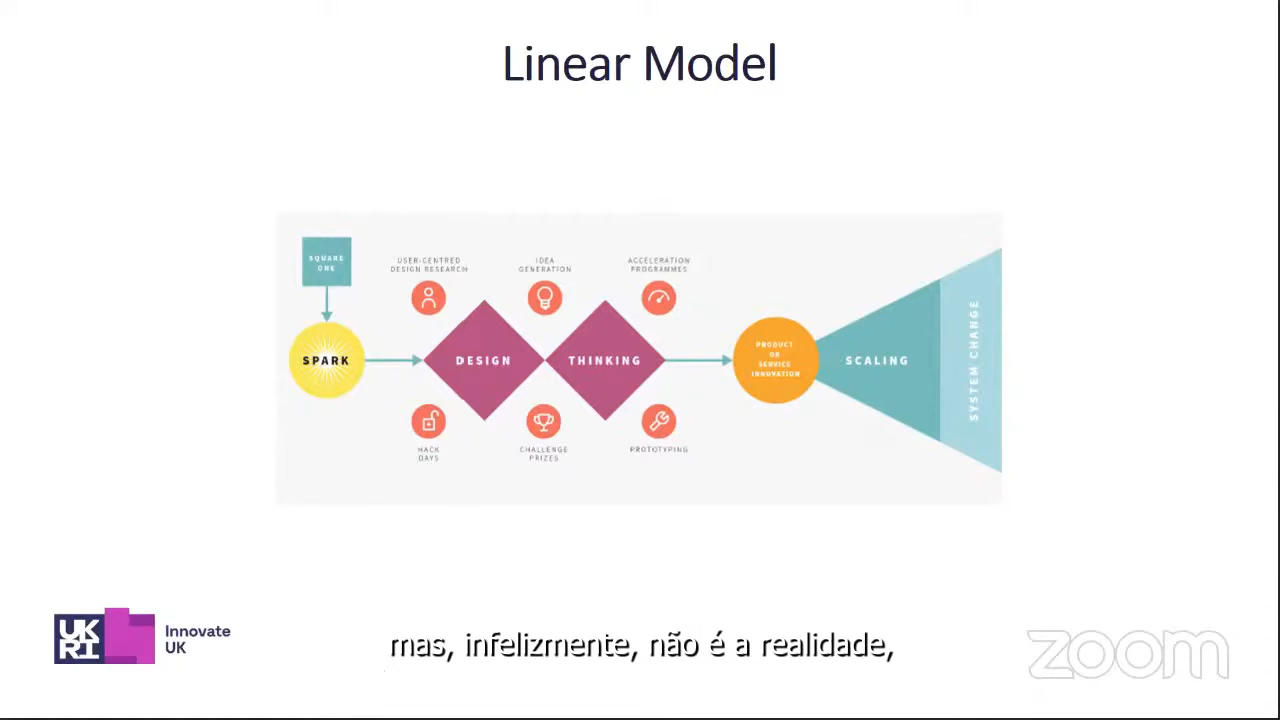 Linear Model
SQUARE
ONE
USER-CENTRED
DESIGN RESEARCH
IDEA
GENERATION
ACCELERATION
PROGRAMMES
SPARK
DESIGN
THINKING
PRODUCT
OR
SERVICE
INNOVATION
SCALING
SYSTEM CHANGE
HACK
DAYS
CHALLENGE
PRIZES
PROTOTYPING
UK
RI
Innovate
UK
mas, infelizmente, não é a realidade,
zoom